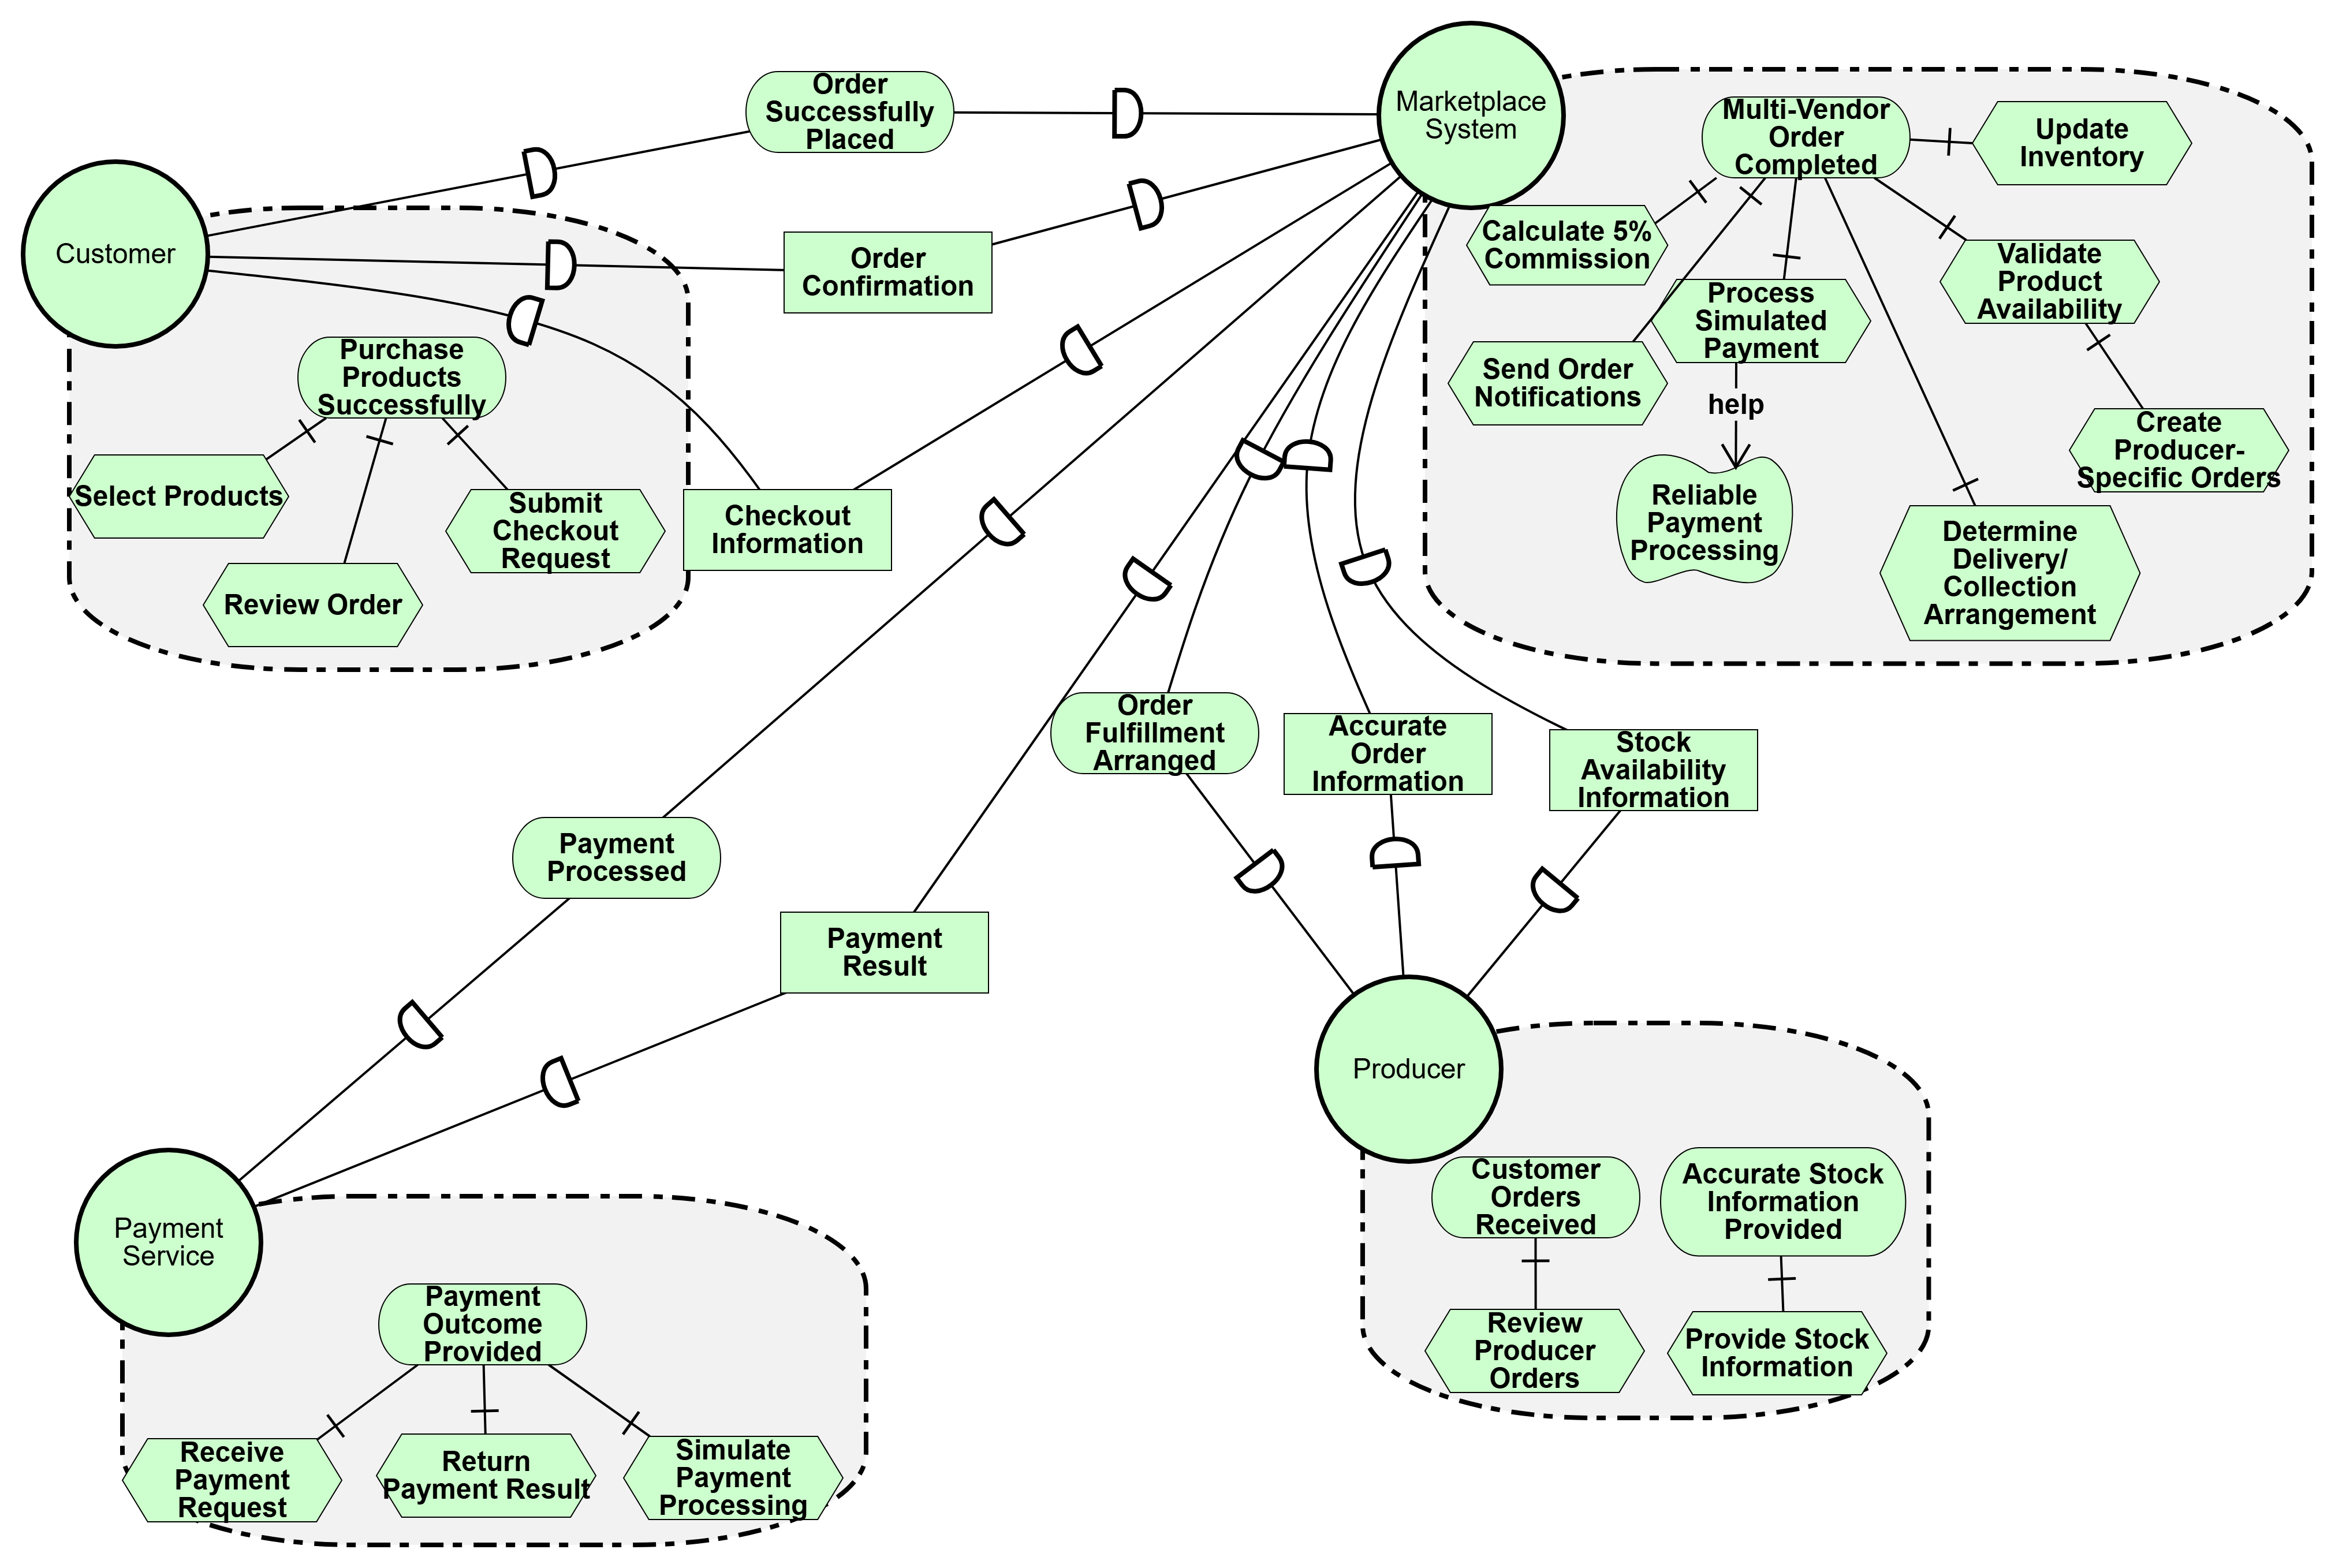 Order
Successfully
Placed
Marketplace
System
Multi-Vendor
Order
Completed
Update
Inventory
Customer
Order
Confirmation
Calculate 5%
Commission
Validate
Product
Availability
Process
Simulated
Payment
Send Order
Notifications
help
Create
Producer-
Specific Orders
Reliable
Payment
Processing
Determine
Delivery/
Collection
Arrangement
Purchase
Products
Successfully
Select Products
Submit
Checkout
Request
Review Order
Checkout
Information
Order
Fulfillment
Arranged
Accurate
Order
Information
Stock
Availability
Information
Payment
Processed
Payment
Result
Producer
Customer
Orders
Received
Accurate Stock
Information
Provided
Review
Producer
Orders
Provide Stock
Information
Payment
Service
Payment
Outcome
Provided
Receive
Payment
Request
Return
Payment Result
Simulate
Payment
Processing